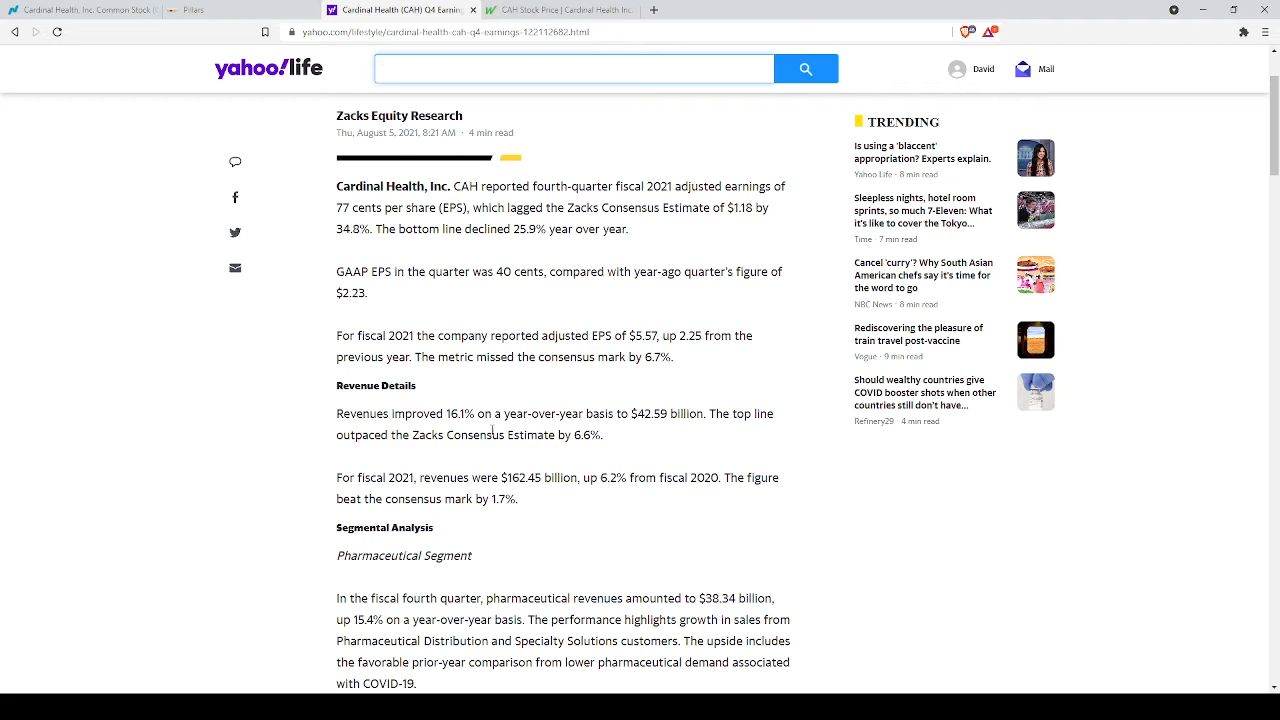 Cardinal Health, Inc. Common Stock (C
Pillars
Cardinal Health (CAH) Q4 Earning
CAH Stock Price | Cardinal Health Inc.
yahoo.com/lifestyle/cardinal-health-cah-q4-earnings-122112682.html
yahoo!life
David
Mail
Zacks Equity Research
Thu, August 5, 2021, 8:21 AM · 4 min read
Cardinal Health, Inc. CAH reported fourth-quarter fiscal 2021 adjusted earnings of
77 cents per share (EPS), which lagged the Zacks Consensus Estimate of $1.18 by
34.8%. The bottom line declined 25.9% year over year.
GAAP EPS in the quarter was 40 cents, compared with year-ago quarter's figure of
$2.23.
For fiscal 2021 the company reported adjusted EPS of $5.57, up 2.25 from the
previous year. The metric missed the consensus mark by 6.7%.
Revenue Details
Revenues improved 16.1% on a year-over-year basis to $42.59 billion. The top line
outpaced the Zacks Consensus Estimate by 6.6%.
For fiscal 2021, revenues were $162.45 billion, up 6.2% from fiscal 2020. The figure
beat the consensus mark by 1.7%.
Segmental Analysis
Pharmaceutical Segment
In the fiscal fourth quarter, pharmaceutical revenues amounted to $38.34 billion,
up 15.4% on a year-over-year basis. The performance highlights growth in sales from
Pharmaceutical Distribution and Specialty Solutions customers. The upside includes
the favorable prior-year comparison from lower pharmaceutical demand associated
with COVID-19.
TRENDING
Is using a 'blaccent'
appropriation? Experts explain.
Yahoo Life · 8 min read
Sleepless nights, hotel room
sprints, so much 7-Eleven: What
it's like to cover the Tokyo...
Time · 7 min read
Cancel 'curry'? Why South Asian
American chefs say it's time for
the word to go
NBC News · 8 min read
Rediscovering the pleasure of
train travel post-vaccine
Vogue · 9 min read
Should wealthy countries give
COVID booster shots when other
countries still don't have...
Refinery29 · 4 min read